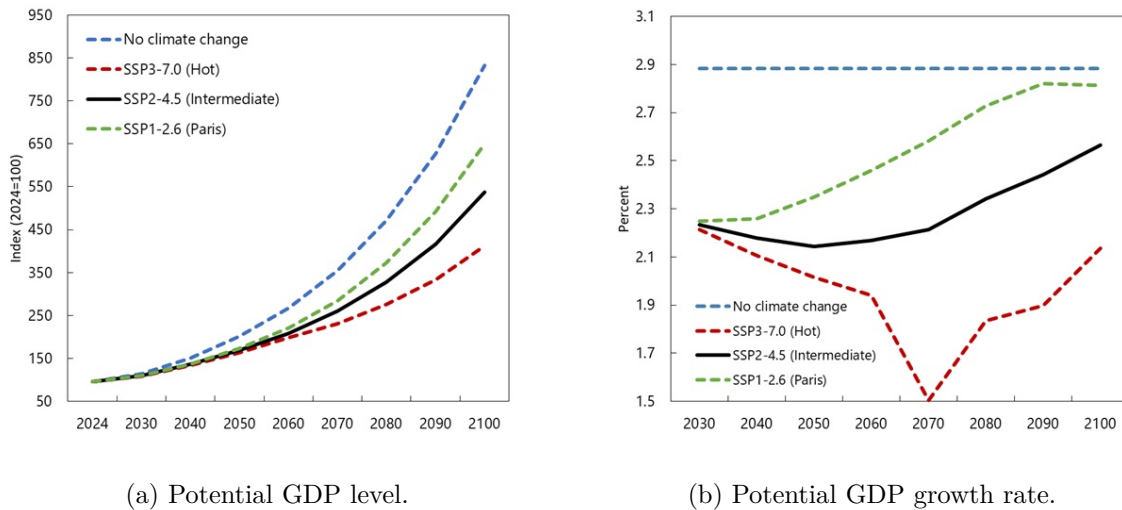 950
850
750
650
550
450
350
250
150
50
Index (2024=100)
No climate change
SSP3-7.0 (Hot)
SSP2-4.5 (Intermediate)
SSP1-2.6 (Paris)
2024 2030 2040 2050 2060 2070 2080 2090 2100
(a) Potential GDP level.
3.1
2.9
2.7
2.5
2.3
2.1
1.9
1.7
1.5
Percent
No climate change
SSP3-7.0 (Hot)
SSP2-4.5 (Intermediate)
SSP1-2.6 (Paris)
2030 2040 2050 2060 2070 2080 2090 2100
(b) Potential GDP growth rate.